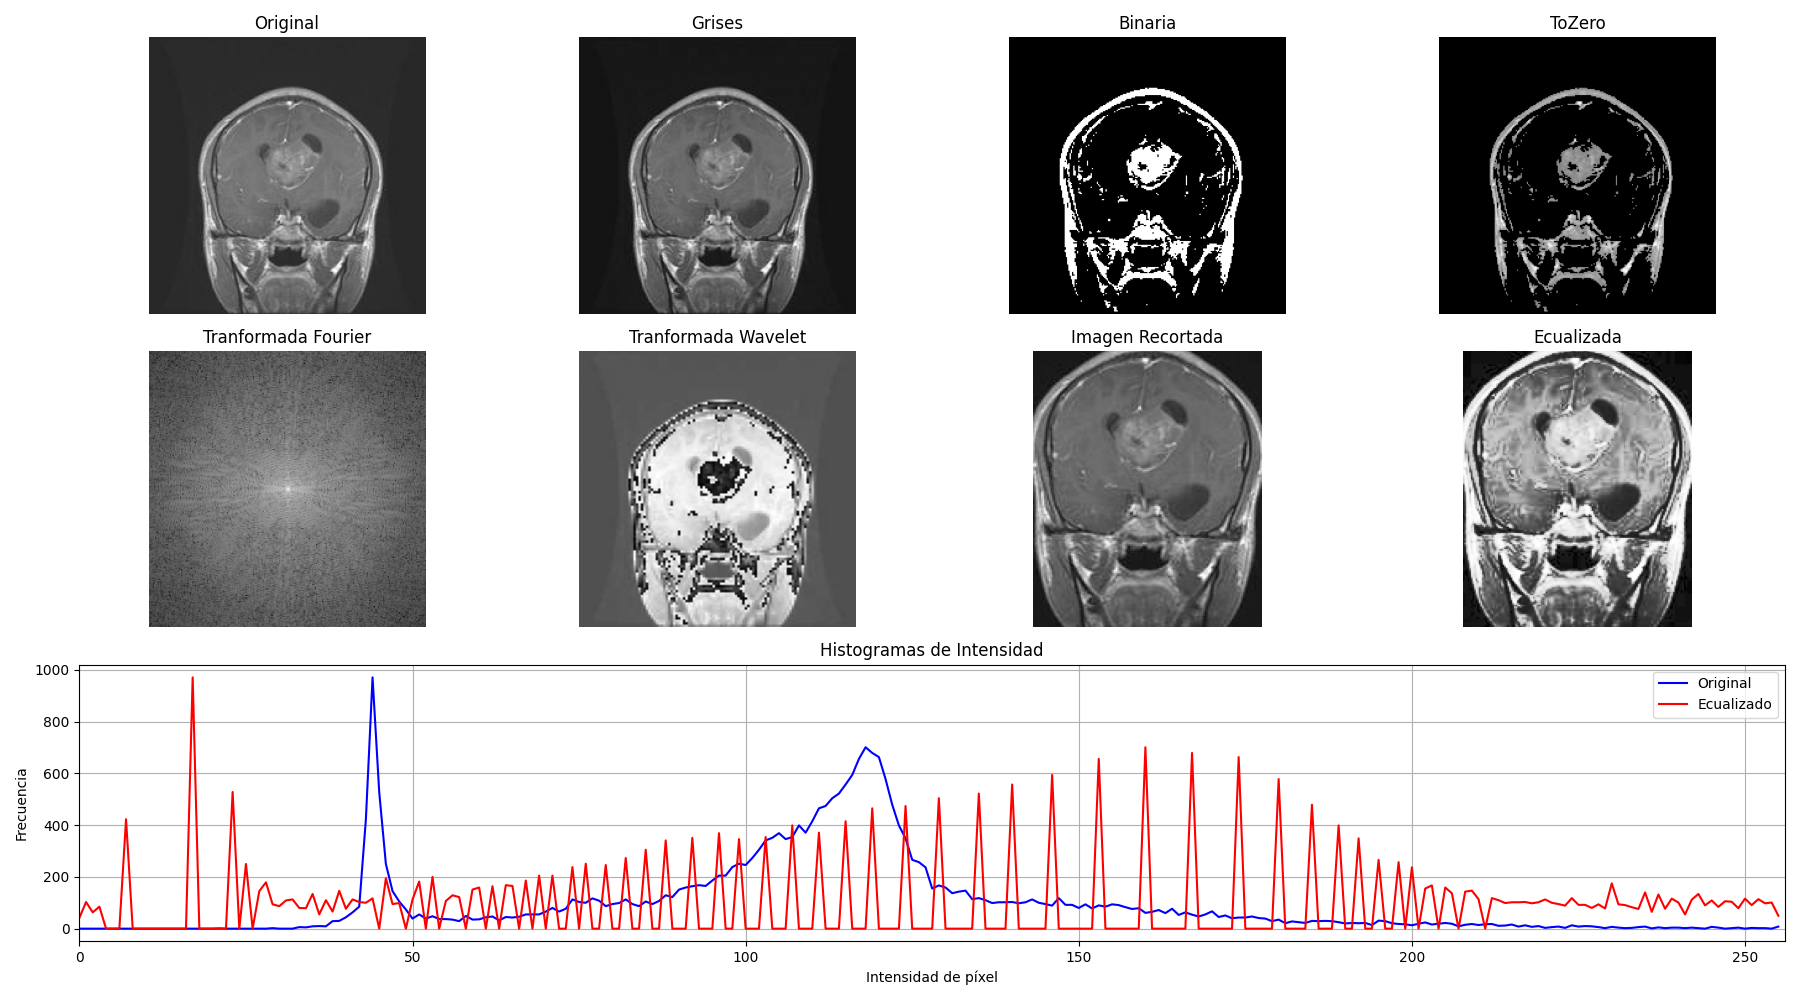 Original
Grises
Binaria
ToZero
Tranformada Fourier
Tranformada Wavelet
Imagen Recortada
Ecualizada
Histogramas de Intensidad
1000
800
600
400
200
0
Frecuencia
Original
Ecualizado
0
50
100
150
200
250
Intensidad de píxel